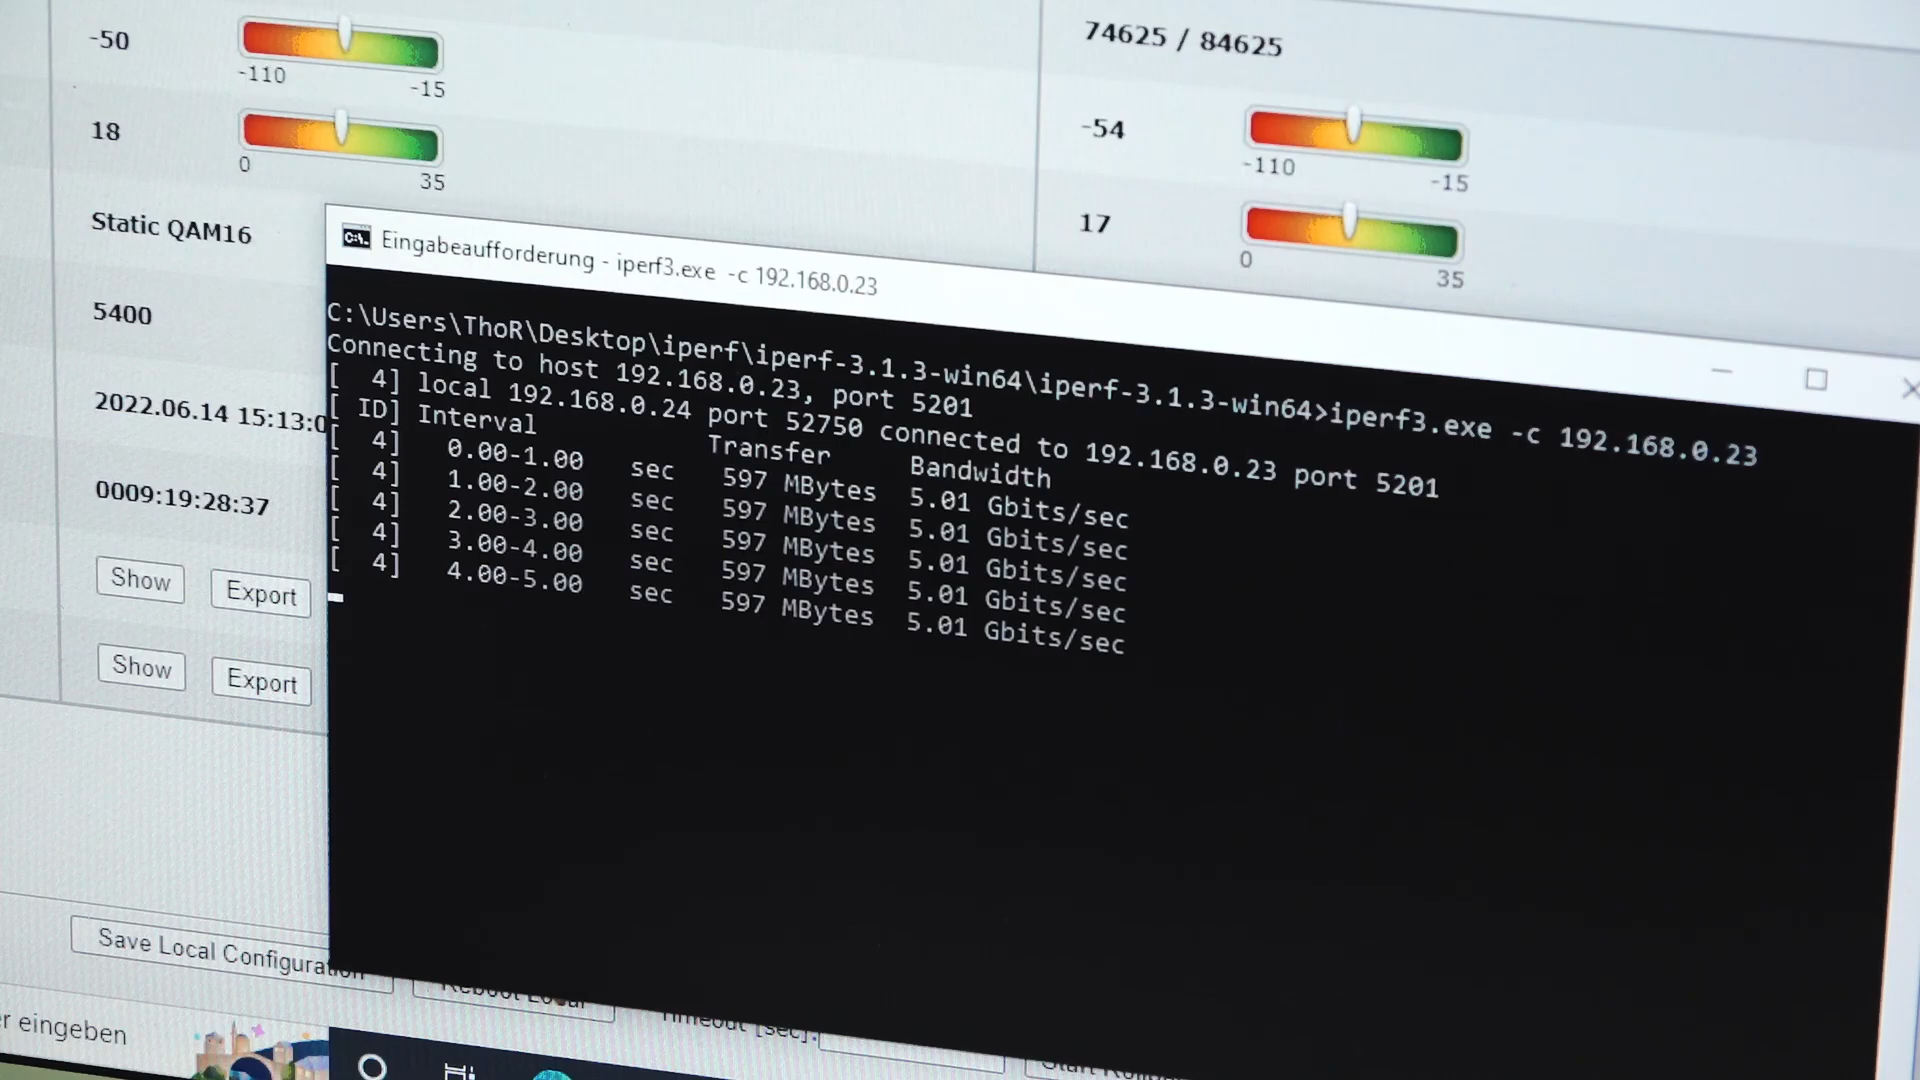 -50
-110 -15
18
0 35
Static QAM16
5400
2022.06.14 15:13:0
0009:19:28:37
Show Export
Show Export
74625 / 84625
-54
-110 -15
17
0 35
C:\. Eingabeaufforderung - iperf3.exe -c 192.168.0.23
C:\Users\ThoR\Desktop\iperf\iperf-3.1.3-win64\iperf-3.1.3-win64>iperf3.exe -c 192.168.0.23
Connecting to host 192.168.0.23, port 5201
[ 4] local 192.168.0.24 port 52750 connected to 192.168.0.23 port 5201
[ ID] Interval Transfer Bandwidth
[ 4] 0.00-1.00 sec 597 MBytes 5.01 Gbits/sec
[ 4] 1.00-2.00 sec 597 MBytes 5.01 Gbits/sec
[ 4] 2.00-3.00 sec 597 MBytes 5.01 Gbits/sec
[ 4] 3.00-4.00 sec 597 MBytes 5.01 Gbits/sec
[ 4] 4.00-5.00 sec 597 MBytes 5.01 Gbits/sec
Save Local Configuration
Reboot Local
Timeout [sec]:
Start
r eingeben